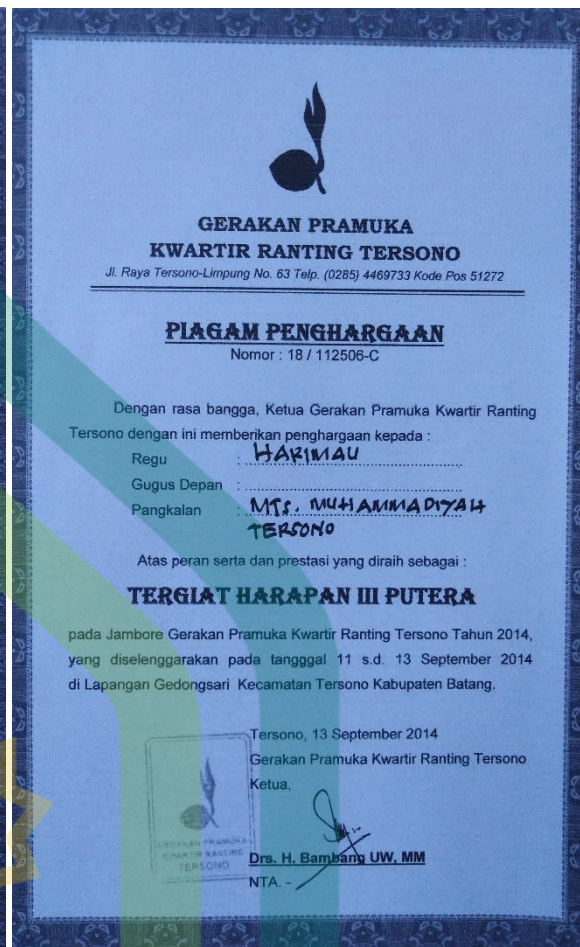 GERAKAN PRAMUKA
KWARTIR RANTING TERSONO
Jl. Raya Tersono-Limpung No. 63 Telp. (0285) 4469733 Kode Pos 51272
PIAGAM PENGHARGAAN
Nomor : 18 / 112506-C
Dengan rasa bangga, Ketua Gerakan Pramuka Kwartir Ranting
Tersono dengan ini memberikan penghargaan kepada :
Regu : HARIMAU
Gugus Depan :
Pangkalan : MTs. MUHAMMADIYAH
TERSONO
Atas peran serta dan prestasi yang diraih sebagai :
TERGIAT HARAPAN III PUTERA
pada Jambore Gerakan Pramuka Kwartir Ranting Tersono Tahun 2014,
yang diselenggarakan pada tangggal 11 s.d. 13 September 2014
di Lapangan Gedongsari Kecamatan Tersono Kabupaten Batang.
Tersono, 13 September 2014
Gerakan Pramuka Kwartir Ranting Tersono
Ketua,
GERAKAN PRAMUKA
KWARTIR RANTING
TERSONO
Drs. H. Bambang UW, MM
NTA. -